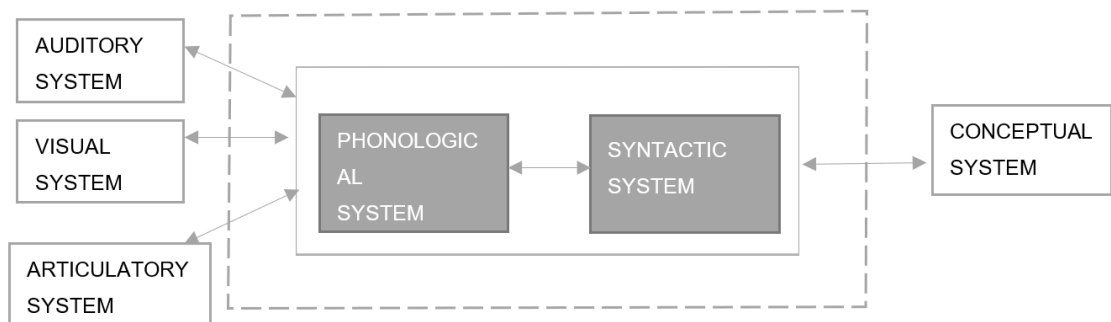 AUDITORY
SYSTEM
VISUAL
SYSTEM
ARTICULATORY
SYSTEM
PHONOLOGIC
AL
SYSTEM
SYNTACTIC
SYSTEM
CONCEPTUAL
SYSTEM